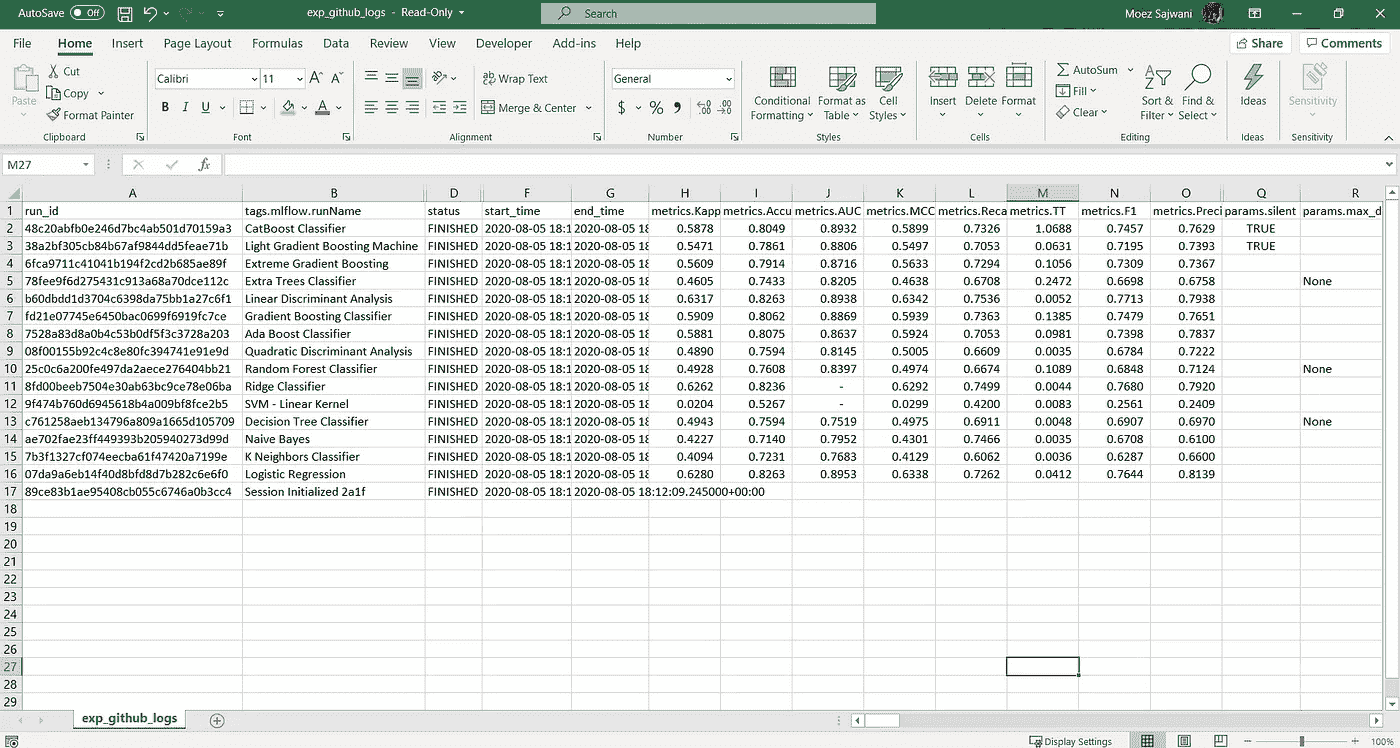 AutoSave Off exp_github_logs - Read-Only Search Moez Sajwani
File Home Insert Page Layout Formulas Data Review View Developer Add-ins Help Share Comments
Paste Cut Copy Format Painter Clipboard
Calibri 11 A A B I U A Font
ab Wrap Text Merge & Center Alignment
General $ % 9 Number
Conditional Formatting Format as Table Cell Styles Styles
Insert Delete Format Cells
AutoSum Fill Clear Sort & Filter Find & Select Editing
Ideas Ideas
Sensitivity Sensitivity
M27 fx
A B D F G H I J K L M N O Q R
1 run_id tags.mlflow.runName status start_time end_time metrics.Kapp metrics.Accu metrics.AUC metrics.MCC metrics.Reca metrics.TT metrics.F1 metrics.Preci params.silent params.max_d
2 48c20abfb0e246d7bc4ab501d70159a3 CatBoost Classifier FINISHED 2020-08-05 18:1 2020-08-05 18 0.5878 0.8049 0.8932 0.5899 0.7326 1.0688 0.7457 0.7629 TRUE
3 38a2bf305cb84b67af9844dd5feae71b Light Gradient Boosting Machine FINISHED 2020-08-05 18:1 2020-08-05 18 0.5471 0.7861 0.8806 0.5497 0.7053 0.0631 0.7195 0.7393 TRUE
4 6fca9711c41041b194f2cd2b685ae89f Extreme Gradient Boosting FINISHED 2020-08-05 18:1 2020-08-05 18 0.5609 0.7914 0.8716 0.5633 0.7294 0.1056 0.7309 0.7367
5 78fee9f6d275431c913a68a70dce112c Extra Trees Classifier FINISHED 2020-08-05 18:1 2020-08-05 18 0.4605 0.7433 0.8205 0.4638 0.6708 0.2472 0.6698 0.6758 None
6 b60dbdd1d3704c6398da75bb1a27c6f1 Linear Discriminant Analysis FINISHED 2020-08-05 18:1 2020-08-05 18 0.6317 0.8263 0.8938 0.6342 0.7536 0.0052 0.7713 0.7938
7 fd21e07745e6450bac0699f6919fc7ce Gradient Boosting Classifier FINISHED 2020-08-05 18:1 2020-08-05 18 0.5909 0.8062 0.8869 0.5939 0.7363 0.1385 0.7479 0.7651
8 7528a83d8a0b4c53b0df5f3c3728a203 Ada Boost Classifier FINISHED 2020-08-05 18:1 2020-08-05 18 0.5881 0.8075 0.8637 0.5924 0.7053 0.0981 0.7398 0.7837
9 08f00155b92c4c8e80fc394741e91e9d Quadratic Discriminant Analysis FINISHED 2020-08-05 18:1 2020-08-05 18 0.4890 0.7594 0.8145 0.5005 0.6609 0.0035 0.6784 0.7222
10 25c0c6a200fe497da2aece276404bb21 Random Forest Classifier FINISHED 2020-08-05 18:1 2020-08-05 18 0.4928 0.7608 0.8397 0.4974 0.6674 0.1089 0.6848 0.7124 None
11 8fd00beeb7504e30ab63bc9ce78e06ba Ridge Classifier FINISHED 2020-08-05 18:1 2020-08-05 18 0.6262 0.8236 - 0.6292 0.7499 0.0044 0.7680 0.7920
12 9f474b760d6945618b4a009bf8fce2b5 SVM - Linear Kernel FINISHED 2020-08-05 18:1 2020-08-05 18 0.0204 0.5267 - 0.0299 0.4200 0.0083 0.2561 0.2409
13 c761258aeb134796a809a1665d105709 Decision Tree Classifier FINISHED 2020-08-05 18:1 2020-08-05 18 0.4943 0.7594 0.7519 0.4975 0.6911 0.0048 0.6907 0.6970 None
14 ae702fae23ff449393b205940273d99d Naive Bayes FINISHED 2020-08-05 18:1 2020-08-05 18 0.4227 0.7140 0.7952 0.4301 0.7466 0.0035 0.6708 0.6100
15 7b3f1327cf074eecba61f47420a7199e K Neighbors Classifier FINISHED 2020-08-05 18:1 2020-08-05 18 0.4094 0.7231 0.7683 0.4129 0.6062 0.0036 0.6287 0.6600
16 07da9a6eb14f40d8bfd8d7b282c6e6f0 Logistic Regression FINISHED 2020-08-05 18:1 2020-08-05 18 0.6280 0.8263 0.8953 0.6338 0.7262 0.0412 0.7644 0.8139
17 89ce83b1ae95408cb055c6746a0b3cc4 Session Initialized 2a1f FINISHED 2020-08-05 18:1 2020-08-05 18:12:09.245000+00:00
18
19
20
21
22
23
24
25
26
27
28
29
exp_github_logs
Display Settings 100%